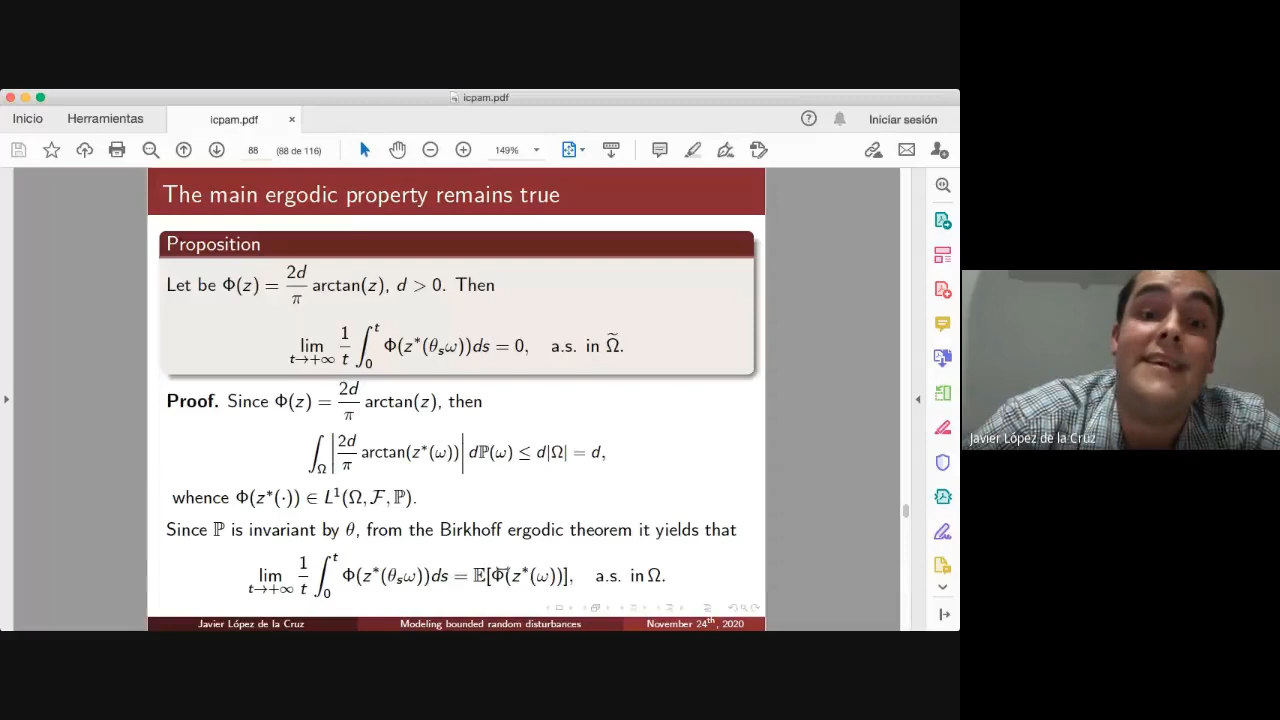 icpam.pdf
Inicio Herramientas icpam.pdf × Iniciar sesión
88 (88 de 116) 149%
The main ergodic property remains true
Proposition
Let be Φ(z) = 2d/π arctan(z), d > 0. Then
lim_{t→+∞} 1/t ∫_0^t Φ(z*(θ_sω))ds = 0, a.s. in Ω̃.
Proof. Since Φ(z) = 2d/π arctan(z), then
∫_Ω |2d/π arctan(z*(ω))| dℙ(ω) ≤ d|Ω| = d,
whence Φ(z*(·)) ∈ L¹(Ω, ℱ, ℙ).
Since ℙ is invariant by θ, from the Birkhoff ergodic theorem it yields that
lim_{t→+∞} 1/t ∫_0^t Φ(z*(θ_sω))ds = 𝔼[Φ(z*(ω))], a.s. in Ω.
Javier López de la Cruz Modeling bounded random disturbances November 24th, 2020
Javier López de la Cruz